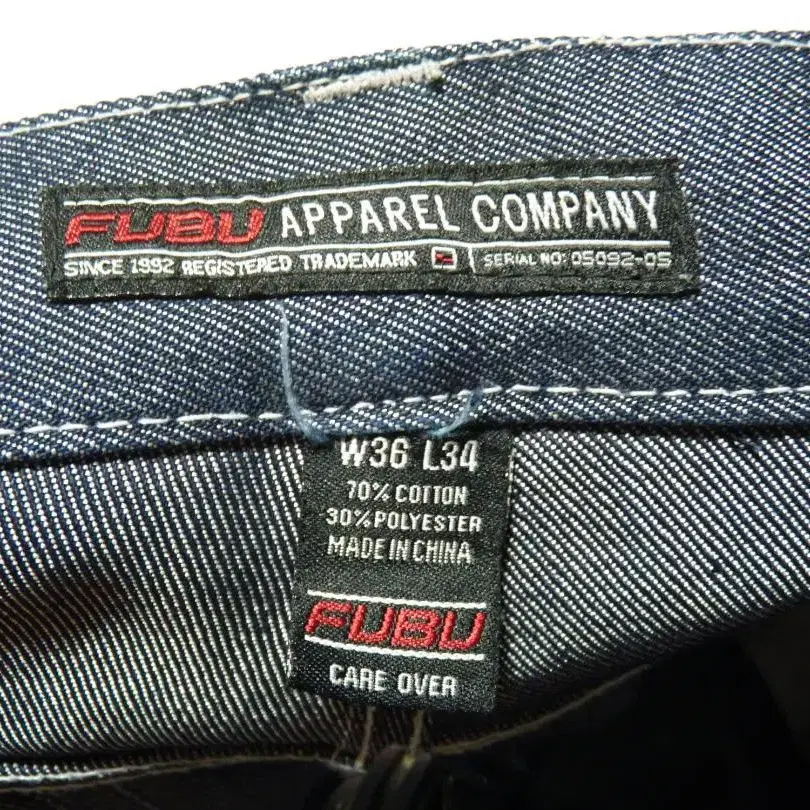 FUBU APPAREL COMPANY
SINCE 1992 REGISTERED TRADEMARK SERIAL NO: 05092-05
W36 L34
70% COTTON
30% POLYESTER
MADE IN CHINA
FUBU
CARE OVER